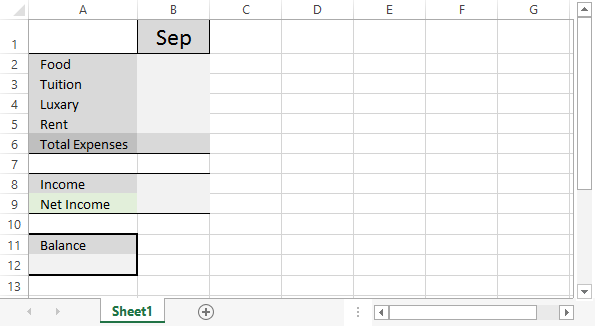 A B C D E F G
1 Sep
2 Food
3 Tuition
4 Luxary
5 Rent
6 Total Expenses
7
8 Income
9 Net Income
10
11 Balance
12
13
Sheet1